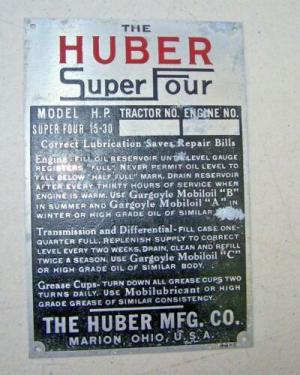 THE
HUBER
Super Four
MODEL H.P. TRACTOR NO. ENGINE NO.
SUPER FOUR 15-30
Correct Lubrication Saves Repair Bills
Engine- FILL OIL RESERVOIR UNTIL LEVEL GAUGE
REGISTERS "FULL". NEVER PERMIT OIL LEVEL TO
FALL BELOW "HALF FULL" MARK. DRAIN RESERVOIR
AFTER EVERY THIRTY HOURS OF SERVICE WHEN
ENGINE IS WARM. USE Gargoyle Mobiloil "B"
IN SUMMER AND Gargoyle Mobiloil "A" IN
WINTER OR HIGH GRADE OIL OF SIMILAR
Transmission and Differential- FILL CASE ONE-
QUARTER FULL. REPLENISH SUPPLY TO CORRECT
LEVEL EVERY TWO WEEKS. DRAIN, CLEAN AND REFILL
TWICE A SEASON. USE Gargoyle Mobiloil "C"
OR HIGH GRADE OIL OF SIMILAR BODY.
Grease Cups- TURN DOWN ALL GREASE CUPS TWO
TURNS DAILY. USE Mobilubricant OR HIGH
GRADE GREASE OF SIMILAR CONSISTENCY.
THE HUBER MFG. CO.
MARION, OHIO, U.S.A.